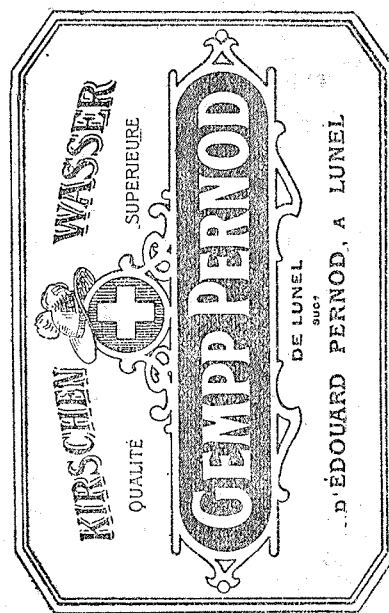 KIRSCHEN WASSER
QUALITÉ SUPERIEURE
GEMPP PERNOD
DE LUNEL
SUCR
D'ÉDOUARD PERNOD, A LUNEL